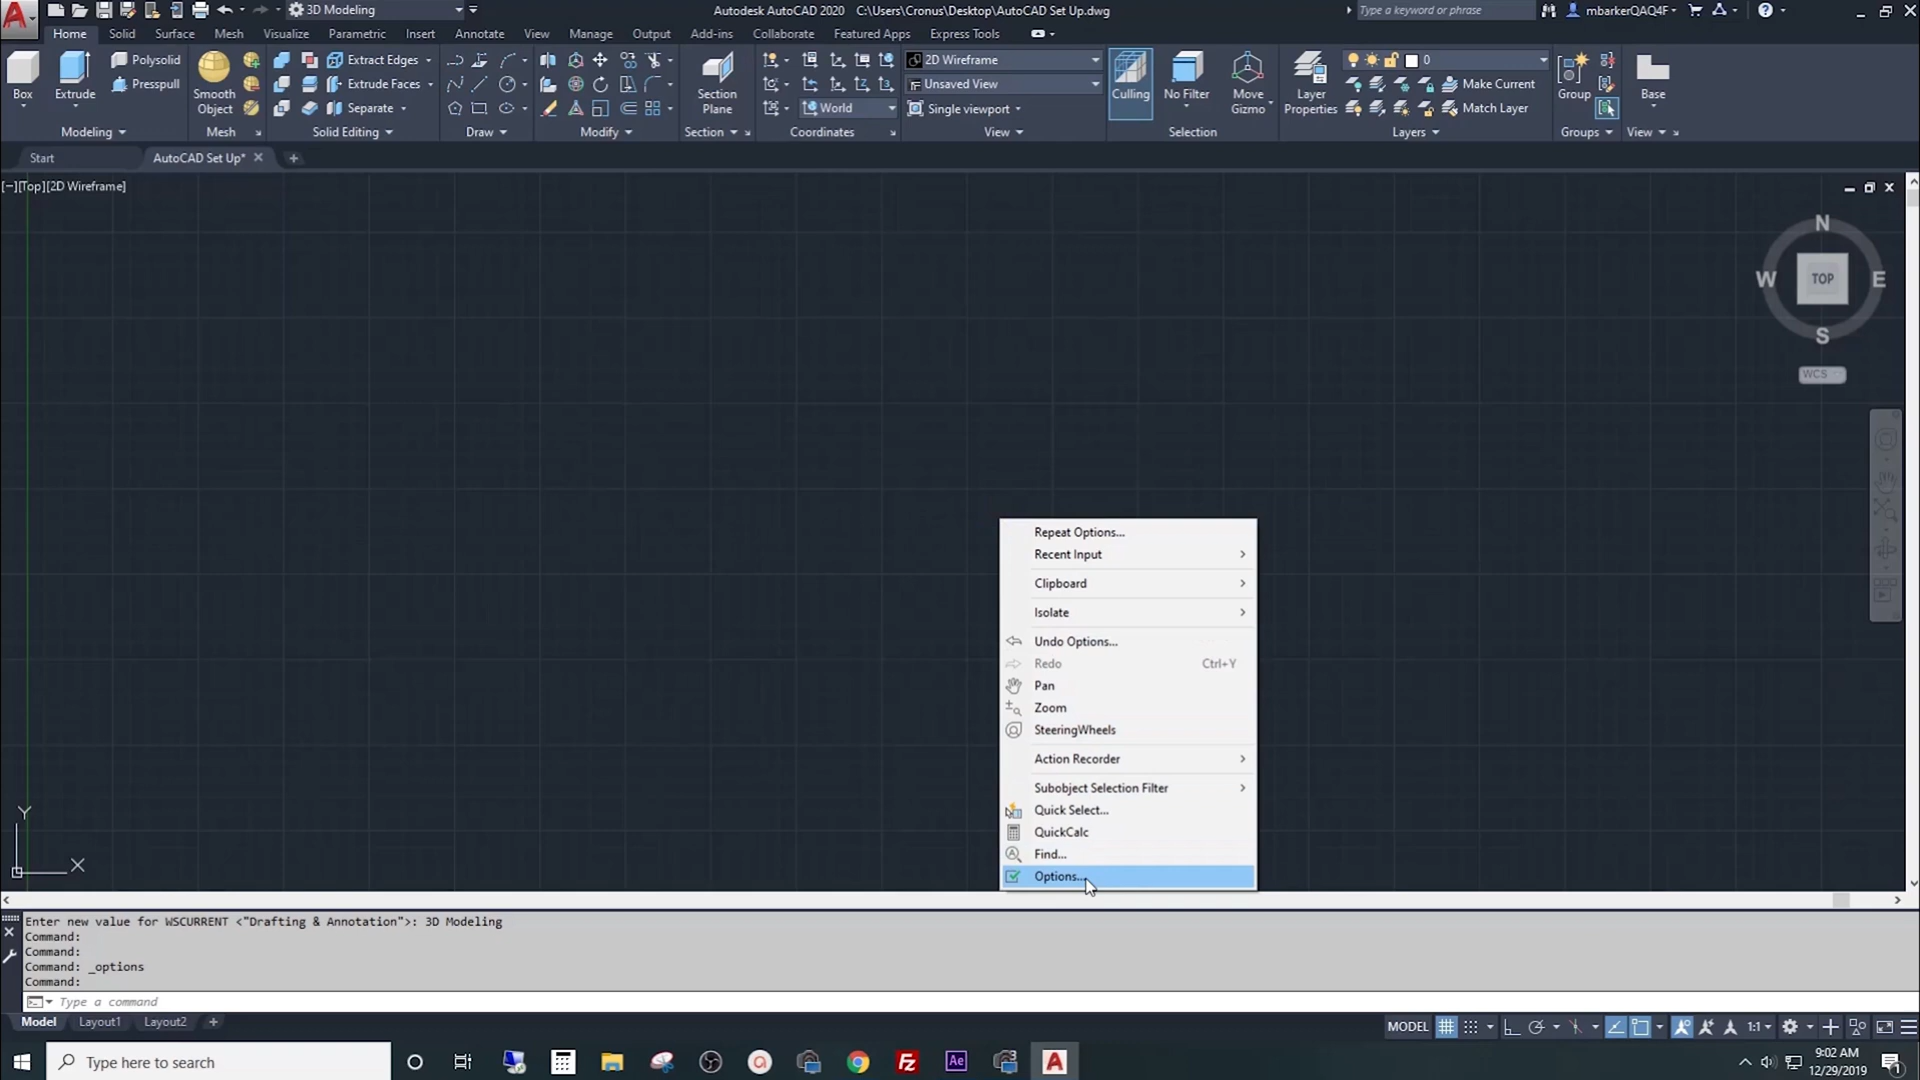 3D Modeling
Autodesk AutoCAD 2020 C:\Users\Cronus\Desktop\AutoCAD Set Up.dwg
Type a keyword or phrase
mbarkerQAQ4F
Home Solid Surface Mesh Visualize Parametric Insert Annotate View Manage Output Add-ins Collaborate Featured Apps Express Tools
Box
Extrude
Polysolid
Presspull
Modeling
Smooth Object
Mesh
Extract Edges
Extrude Faces
Separate
Solid Editing
Draw
Modify
Section Plane
Section
World
Coordinates
2D Wireframe
Unsaved View
Single viewport
View
Culling
No Filter
Move Gizmo
Selection
Layer Properties
0
Make Current
Match Layer
Layers
Group
Groups
Base
View
Start
AutoCAD Set Up*
[−][Top][2D Wireframe]
N
W TOP E
S
WCS
Repeat Options...
Recent Input
Clipboard
Isolate
Undo Options...
Redo Ctrl+Y
Pan
Zoom
SteeringWheels
Action Recorder
Subobject Selection Filter
Quick Select...
QuickCalc
Find...
Options...
Y
X
Enter new value for WSCURRENT <"Drafting & Annotation">: 3D Modeling
Command:
Command:
Command: _options
Command:
Type a command
Model Layout1 Layout2
MODEL
1:1
Type here to search
Ae
9:02 AM
12/29/2019